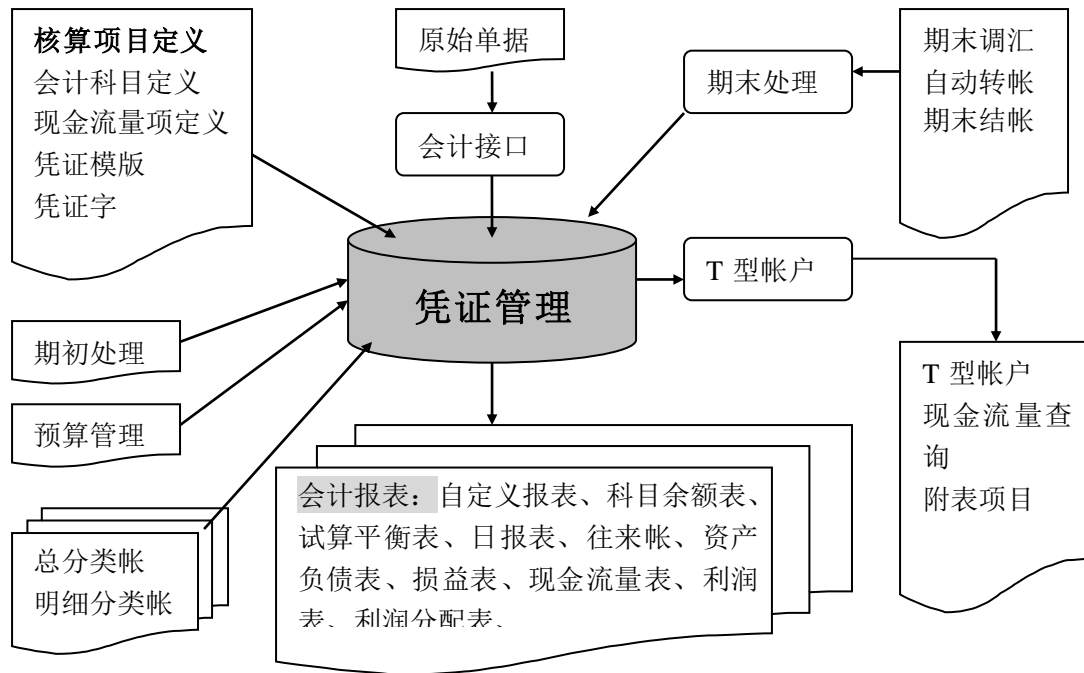 核算项目定义
会计科目定义
现金流量项定义
凭证模版
凭证字
原始单据
会计接口
期末处理
期末调汇
自动转帐
期末结帐
凭证管理
T 型帐户
期初处理
预算管理
总分类帐
明细分类帐
会计报表：自定义报表、科目余额表、
试算平衡表、日报表、往来帐、资产
负债表、损益表、现金流量表、利润
表、利润分配表、
T 型帐户
现金流量查
询
附表项目